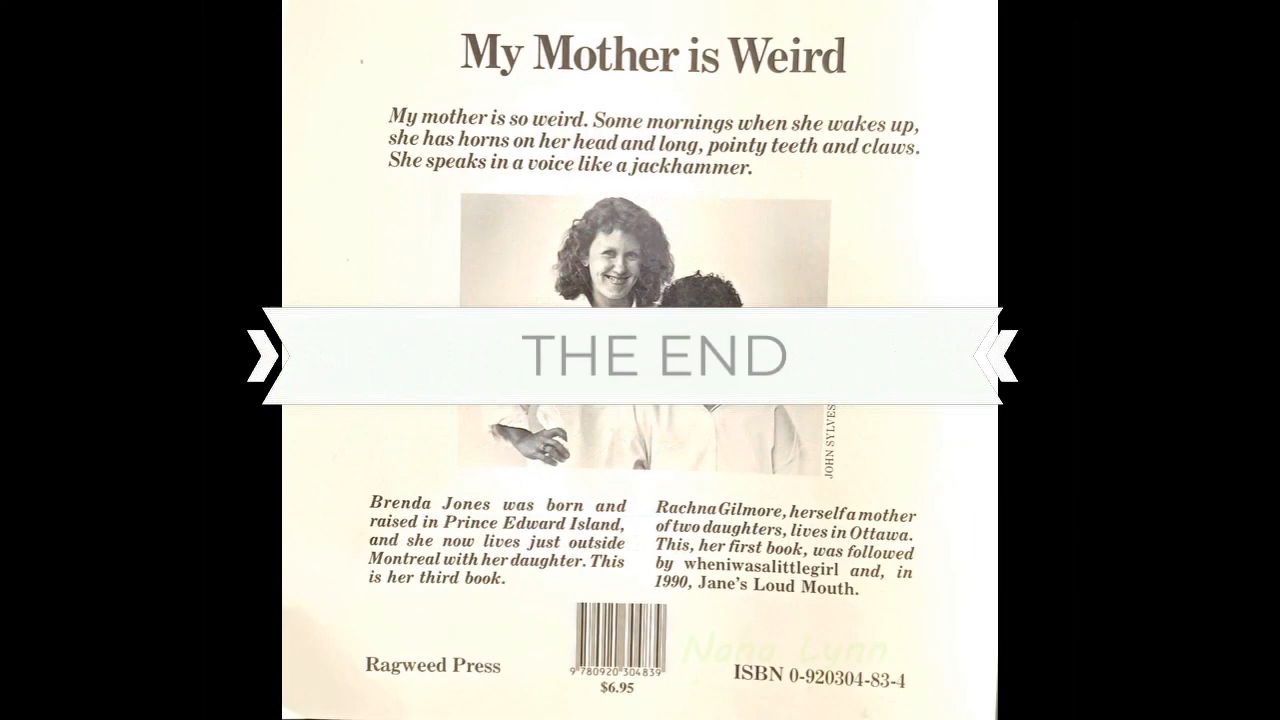 My Mother is Weird
My mother is so weird. Some mornings when she wakes up,
she has horns on her head and long, pointy teeth and claws.
She speaks in a voice like a jackhammer.
THE END
JOHN SYLVES
Brenda Jones was born and
raised in Prince Edward Island,
and she now lives just outside
Montreal with her daughter. This
is her third book.
Rachna Gilmore, herself a mother
of two daughters, lives in Ottawa.
This, her first book, was followed
by wheniwasalittlegirl and, in
1990, Jane's Loud Mouth.
Nana Lynn
Ragweed Press
9 780920 304839
$6.95
ISBN 0-920304-83-4